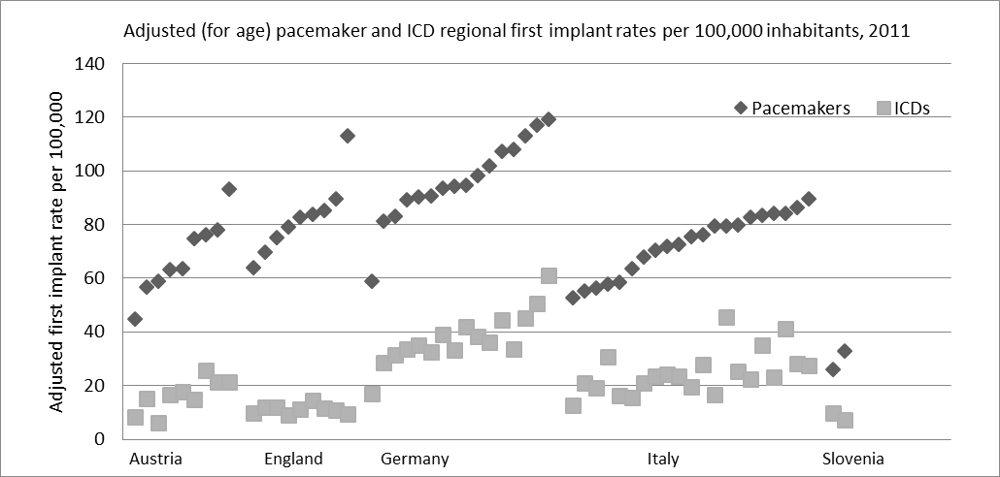 Adjusted (for age) pacemaker and ICD regional first implant rates per 100,000 inhabitants, 2011
Adjusted first implant rate per 100,000
140
120
100
80
60
40
20
0
Pacemakers
ICDs
Austria
England
Germany
Italy
Slovenia